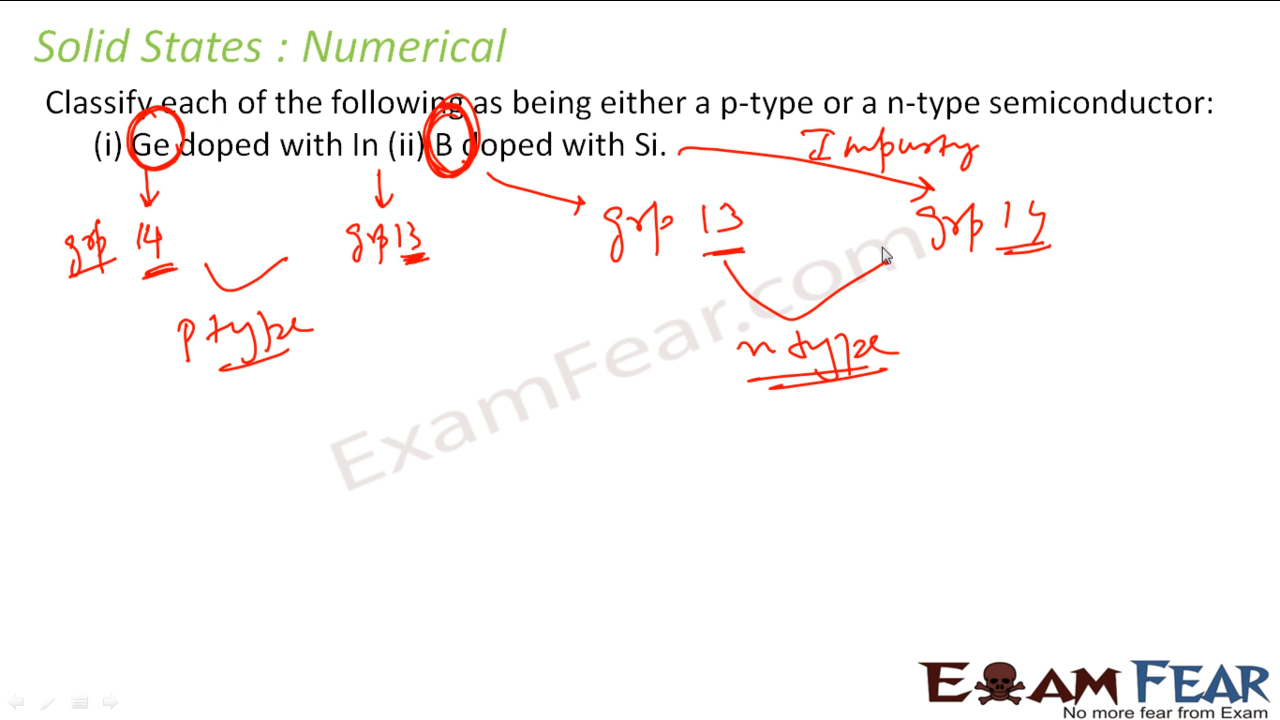 Solid States : Numerical
Classify each of the following as being either a p-type or a n-type semiconductor:
(i) Ge doped with In (ii) B doped with Si.
Impurty
grp 14
grp 13
grp 13
grp 14
p type
n type
ExamFear.com
EXAM FEAR
No more fear from Exam